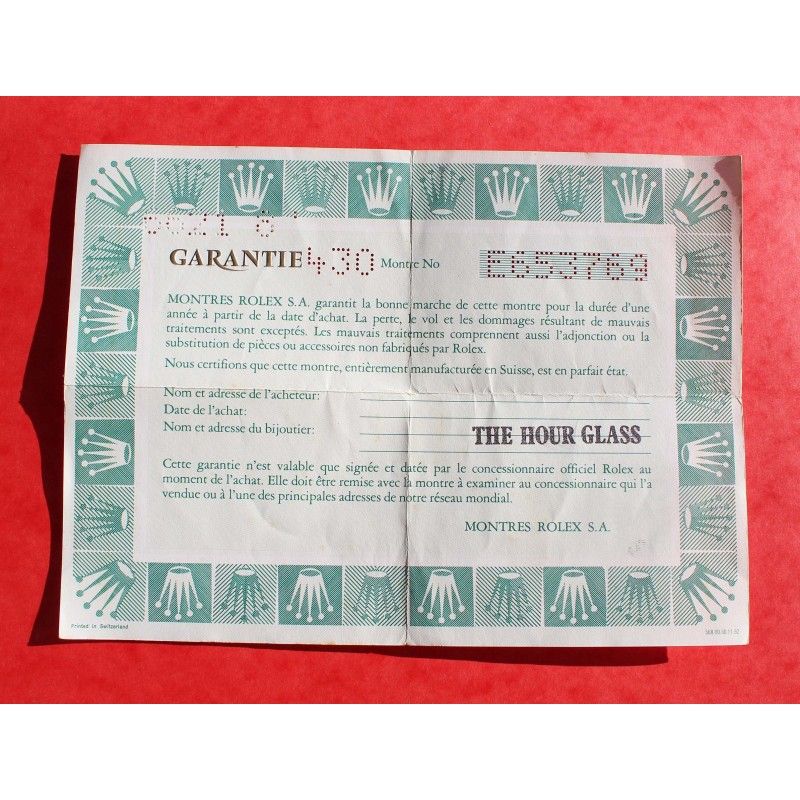 GARANTIE 430 Montre No E653769
MONTRES ROLEX S.A. garantit la bonne marche de cette montre pour la durée d'une
année à partir de la date d'achat. La perte, le vol et les dommages résultant de mauvais
traitements sont exceptés. Les mauvais traitements comprennent aussi l'adjonction ou la
substitution de pièces ou accessoires non fabriqués par Rolex.
Nous certifions que cette montre, entièrement manufacturée en Suisse, est en parfait état.
Nom et adresse de l'acheteur:
Date de l'achat:
Nom et adresse du bijoutier: THE HOUR GLASS
Cette garantie n'est valable que signée et datée par le concessionnaire officiel Rolex au
moment de l'achat. Elle doit être remise avec la montre à examiner au concessionnaire qui l'a
vendue ou à l'une des principales adresses de notre réseau mondial.
MONTRES ROLEX S.A.
Printed in Switzerland